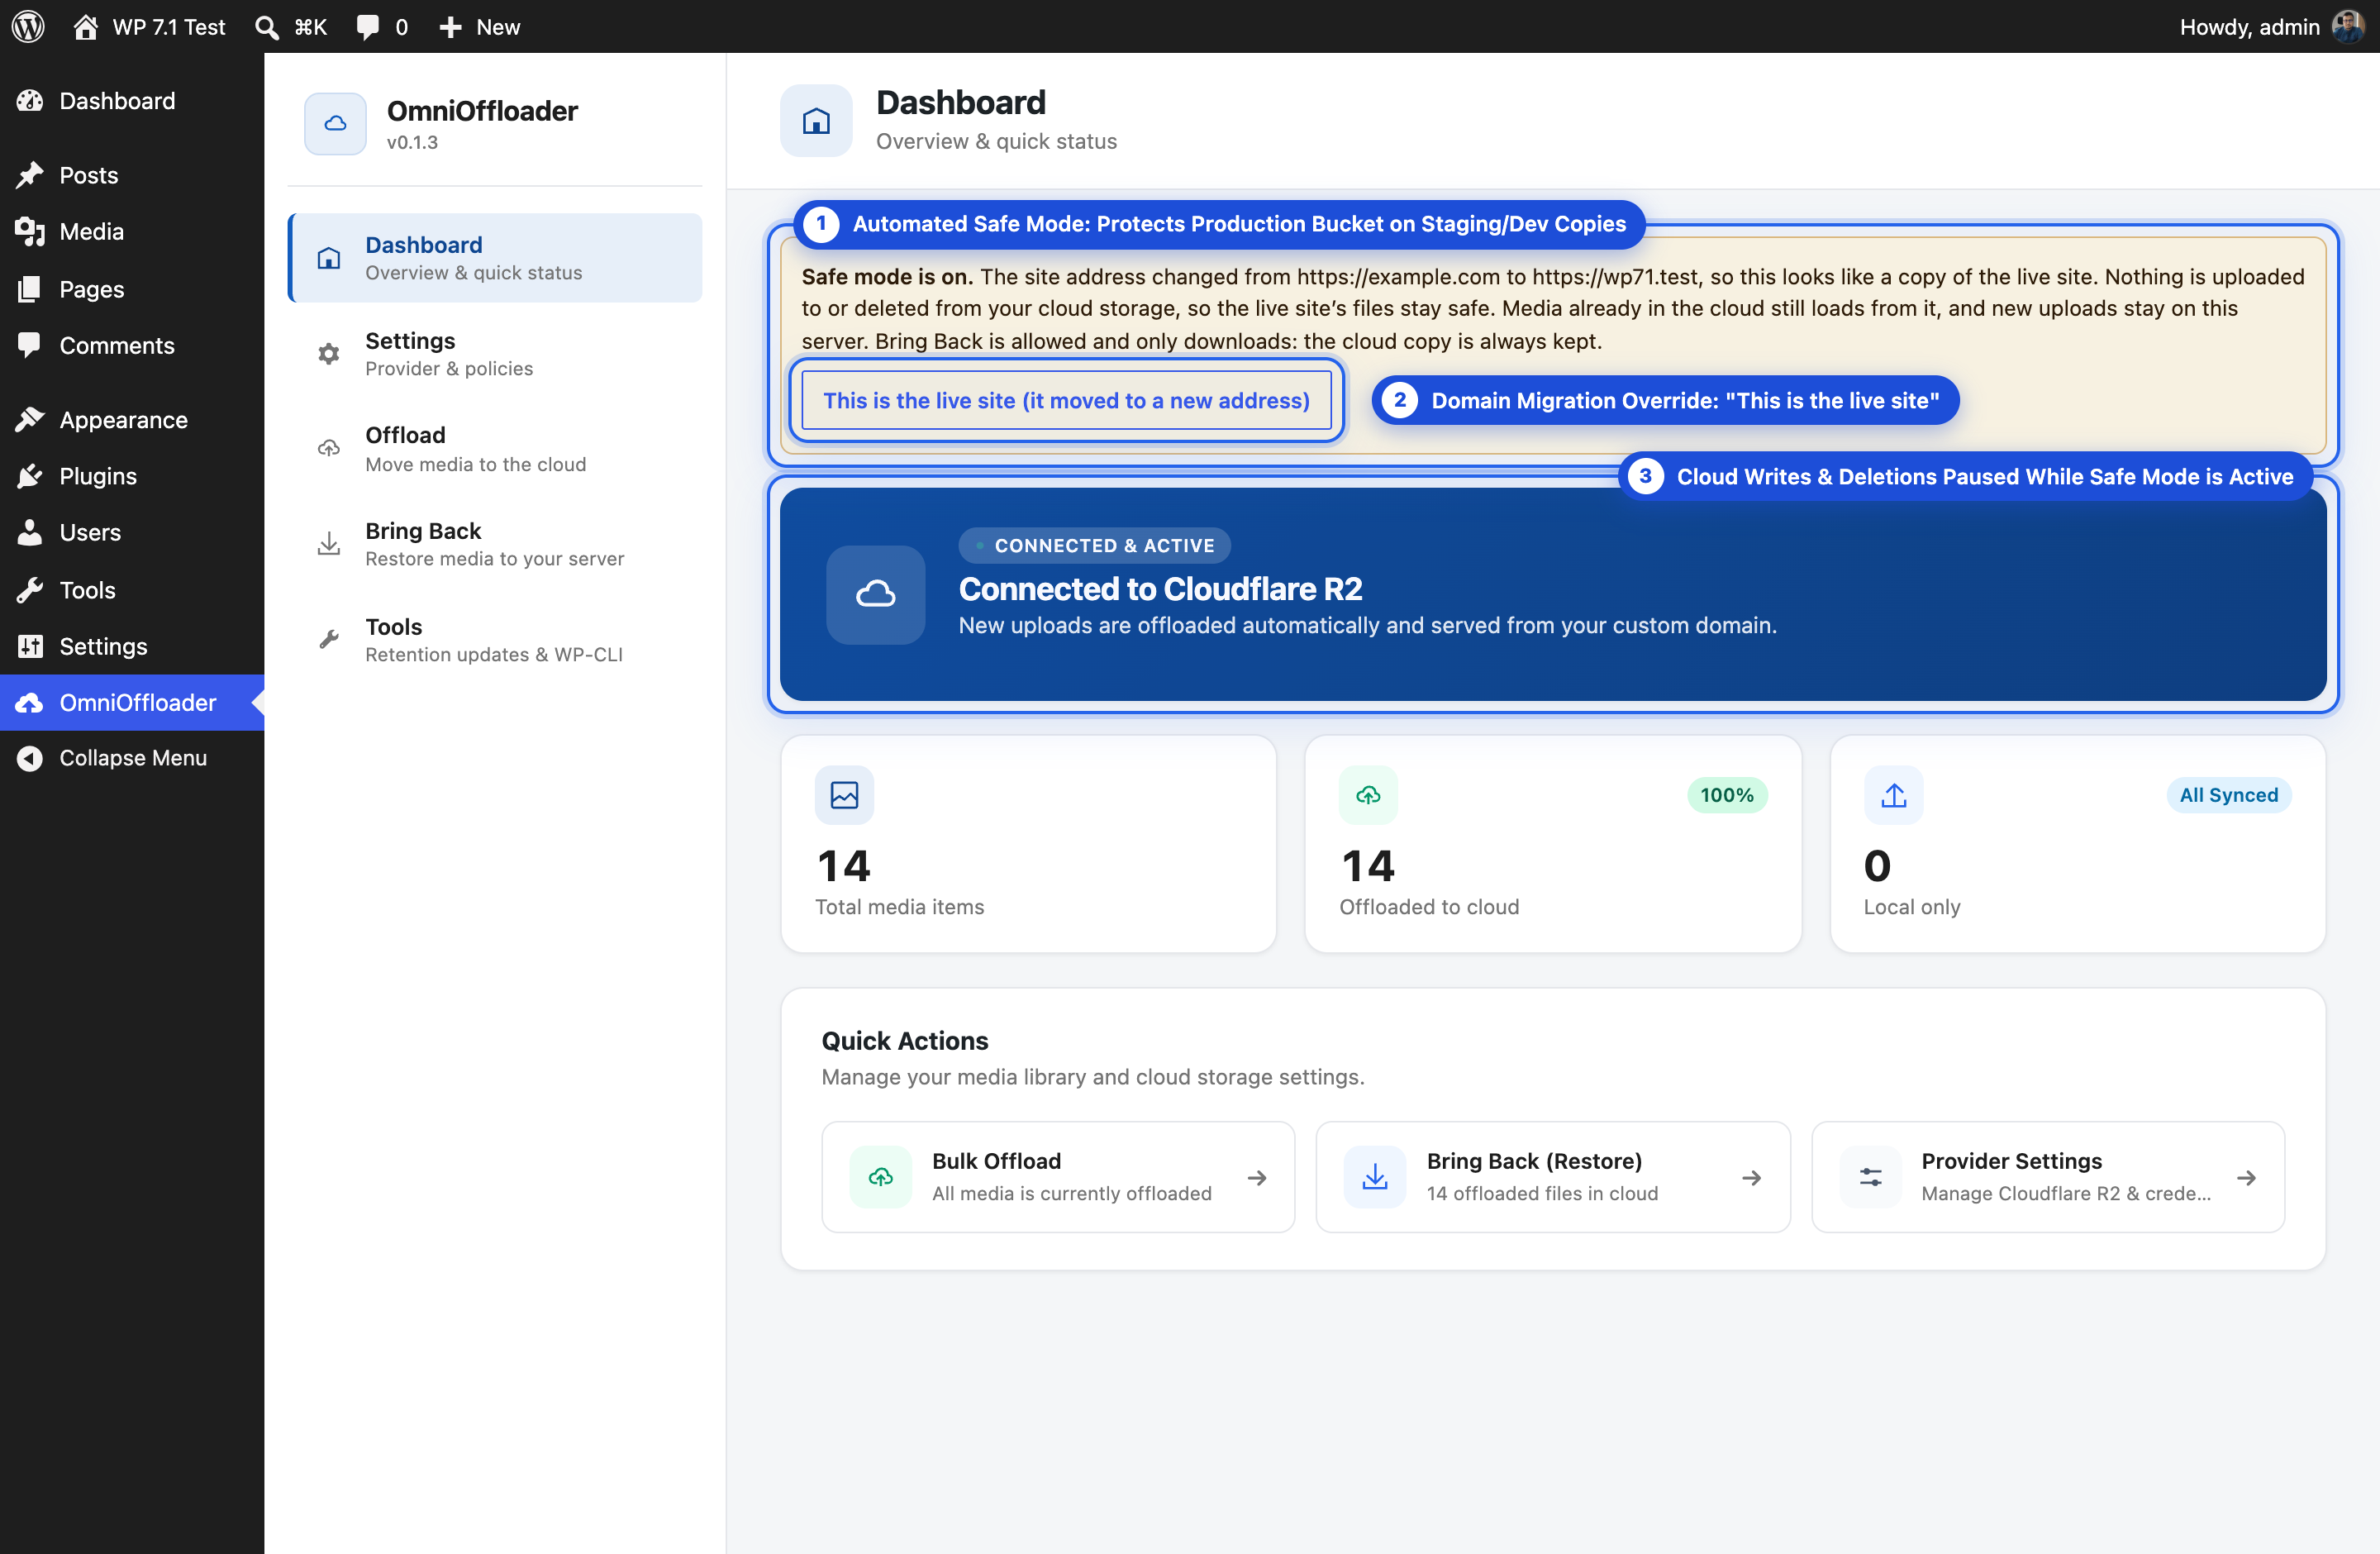 WP 7.1 Test
⌘K
0
New
Howdy, admin
Dashboard
Posts
Media
Pages
Comments
Appearance
Plugins
Users
Tools
Settings
OmniOffloader
Collapse Menu
OmniOffloader
v0.1.3
Dashboard
Overview & quick status
Settings
Provider & policies
Offload
Move media to the cloud
Bring Back
Restore media to your server
Tools
Retention updates & WP-CLI
Dashboard
Overview & quick status
1 Automated Safe Mode: Protects Production Bucket on Staging/Dev Copies
Safe mode is on. The site address changed from https://example.com to https://wp71.test, so this looks like a copy of the live site. Nothing is uploaded
to or deleted from your cloud storage, so the live site’s files stay safe. Media already in the cloud still loads from it, and new uploads stay on this
server. Bring Back is allowed and only downloads: the cloud copy is always kept.
This is the live site (it moved to a new address)
2 Domain Migration Override: "This is the live site"
3 Cloud Writes & Deletions Paused While Safe Mode is Active
CONNECTED & ACTIVE
Connected to Cloudflare R2
New uploads are offloaded automatically and served from your custom domain.
14
Total media items
100%
14
Offloaded to cloud
All Synced
0
Local only
Quick Actions
Manage your media library and cloud storage settings.
Bulk Offload
All media is currently offloaded
Bring Back (Restore)
14 offloaded files in cloud
Provider Settings
Manage Cloudflare R2 & crede...